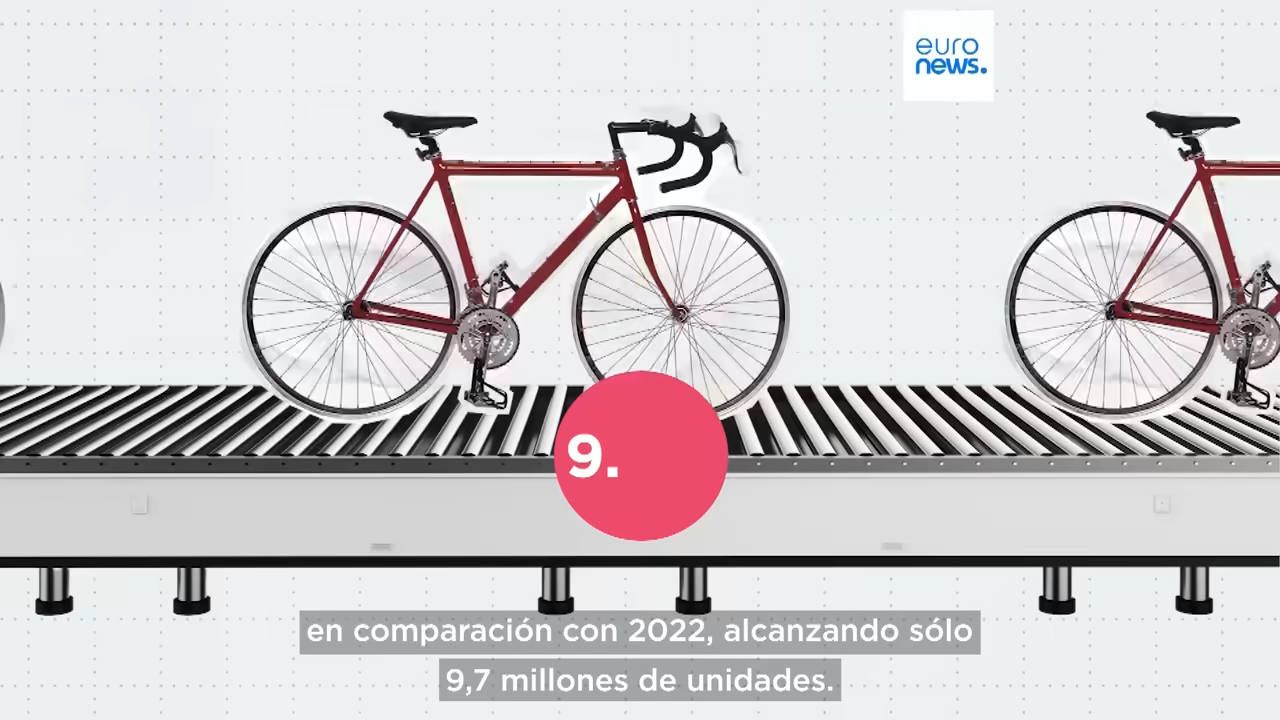 euro
news.
9.
en comparación con 2022, alcanzando sólo
9,7 millones de unidades.